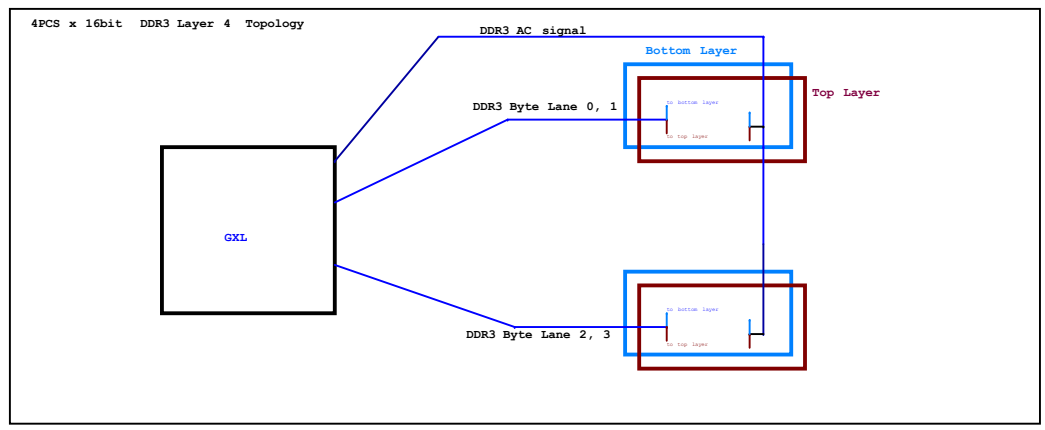 4PCS x 16bit DDR3 Layer 4 Topology
DDR3 AC signal
Bottom Layer
Top Layer
to bottom layer
DDR3 Byte Lane 0, 1
to top layer
GXL
to bottom layer
DDR3 Byte Lane 2, 3
to top layer